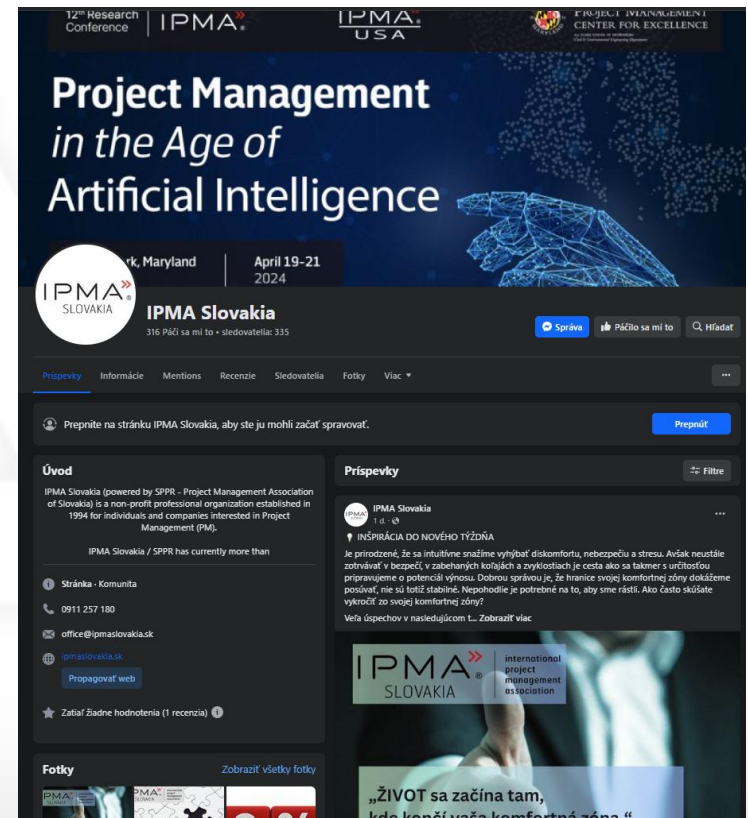 12th Research
Conference
IPMA
IPMA
USA
PROJECT MANAGEMENT
CENTER FOR EXCELLENCE
Project Management
in the Age of
Artificial Intelligence
rk, Maryland
April 19-21
2024
IPMA
SLOVAKIA
IPMA Slovakia
316 Páči sa mi to • sledovatelia: 335
Správa
Páčilo sa mi to
Hľadať
Príspevky
Informácie
Mentions
Recenzie
Sledovatelia
Fotky
Viac
Prepnite na stránku IPMA Slovakia, aby ste ju mohli začať spravovať.
Prepnúť
Úvod
IPMA Slovakia (powered by SPPR - Project Management Association
of Slovakia) is a non-profit professional organization established in
1994 for individuals and companies interested in Project
Management (PM).
IPMA Slovakia / SPPR has currently more than
Stránka · Komunita
0911 257 180
office@ipmaslovakia.sk
ipmaslovakia.sk
Propagovať web
Zatiaľ žiadne hodnotenia (1 recenzia)
Fotky
Zobraziť všetky fotky
Príspevky
Filtre
IPMA Slovakia
1 d.
INŠPIRÁCIA DO NOVÉHO TÝŽDŇA
Je prirodzené, že sa intuitívne snažíme vyhýbať diskomfortu, nebezpečiu a stresu. Avšak neustále
zotrvávať v bezpečí, v zabehaných koľajách a zvyklostiach je cesta ako sa takmer s určitosťou
pripravujeme o potenciál výnosu. Dobrou správou je, že hranice svojej komfortnej zóny dokážeme
posúvať, nie sú totiž stabilné. Nepohodlie je potrebné na to, aby sme rástli. Ako často skúšate
vykročiť zo svojej komfortnej zóny?
Veľa úspechov v nasledujúcom t... Zobraziť viac
IPMA
SLOVAKIA
international
project
management
association
„ŽIVOT sa začína tam,
kde končí vaša komfortná zóna.“